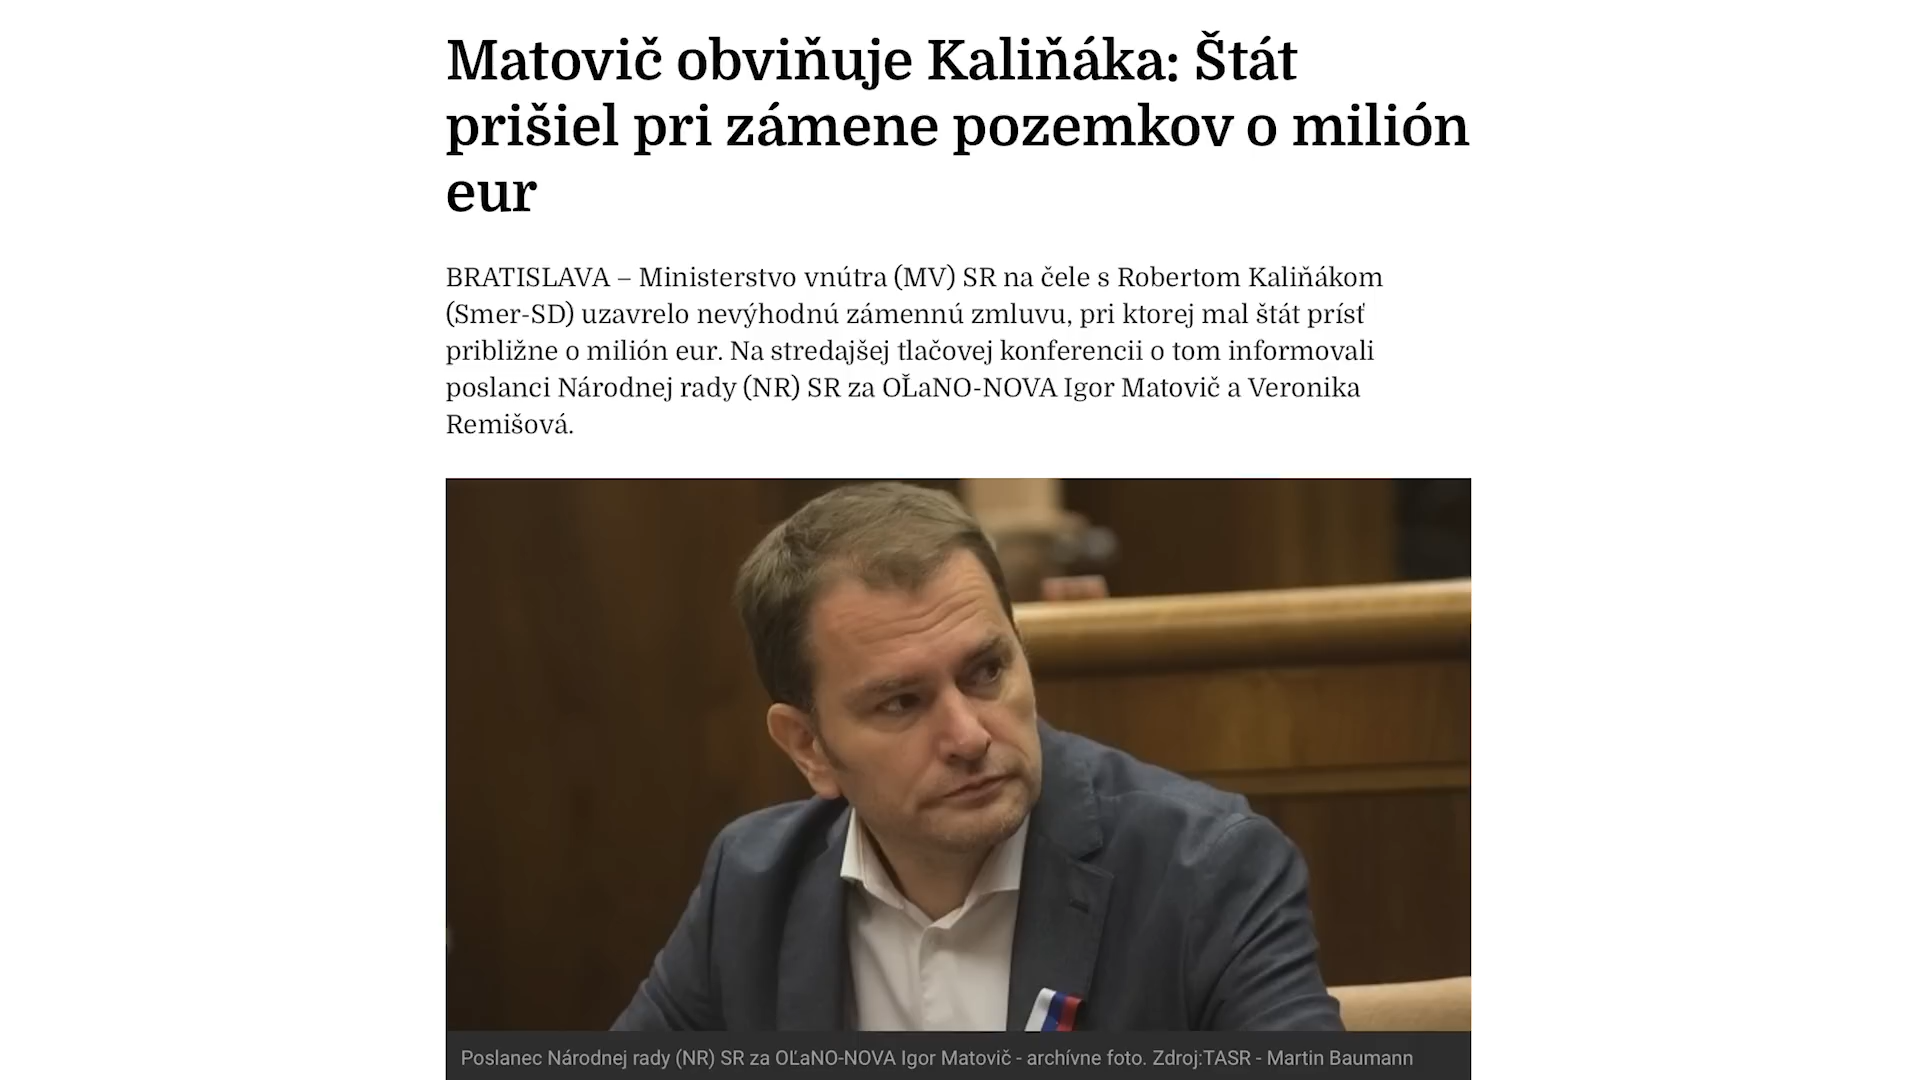 Matovič obviňuje Kaliňáka: Štát
prišiel pri zámene pozemkov o milión
eur
BRATISLAVA – Ministerstvo vnútra (MV) SR na čele s Robertom Kaliňákom
(Smer-SD) uzavrelo nevýhodnú zámennú zmluvu, pri ktorej mal štát prísť
približne o milión eur. Na stredajšej tlačovej konferencii o tom informovali
poslanci Národnej rady (NR) SR za OĽaNO-NOVA Igor Matovič a Veronika
Remišová.
Poslanec Národnej rady (NR) SR za OĽaNO-NOVA Igor Matovič - archívne foto. Zdroj:TASR - Martin Baumann